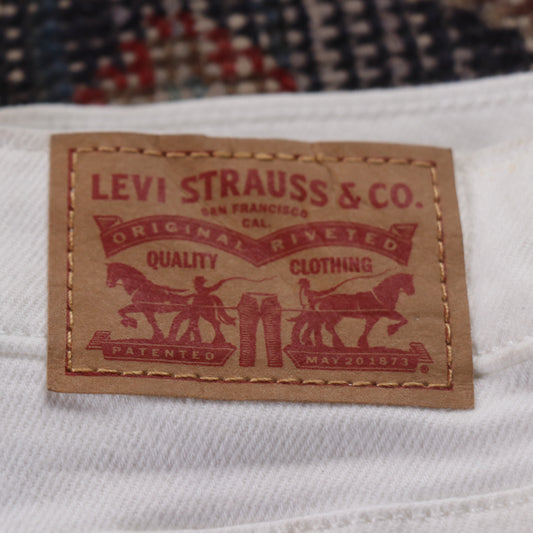 LEVI STRAUSS & CO.
SAN FRANCISCO
CAL.
ORIGINAL RIVETED
QUALITY CLOTHING
PATENTED MAY 20 1873 ®